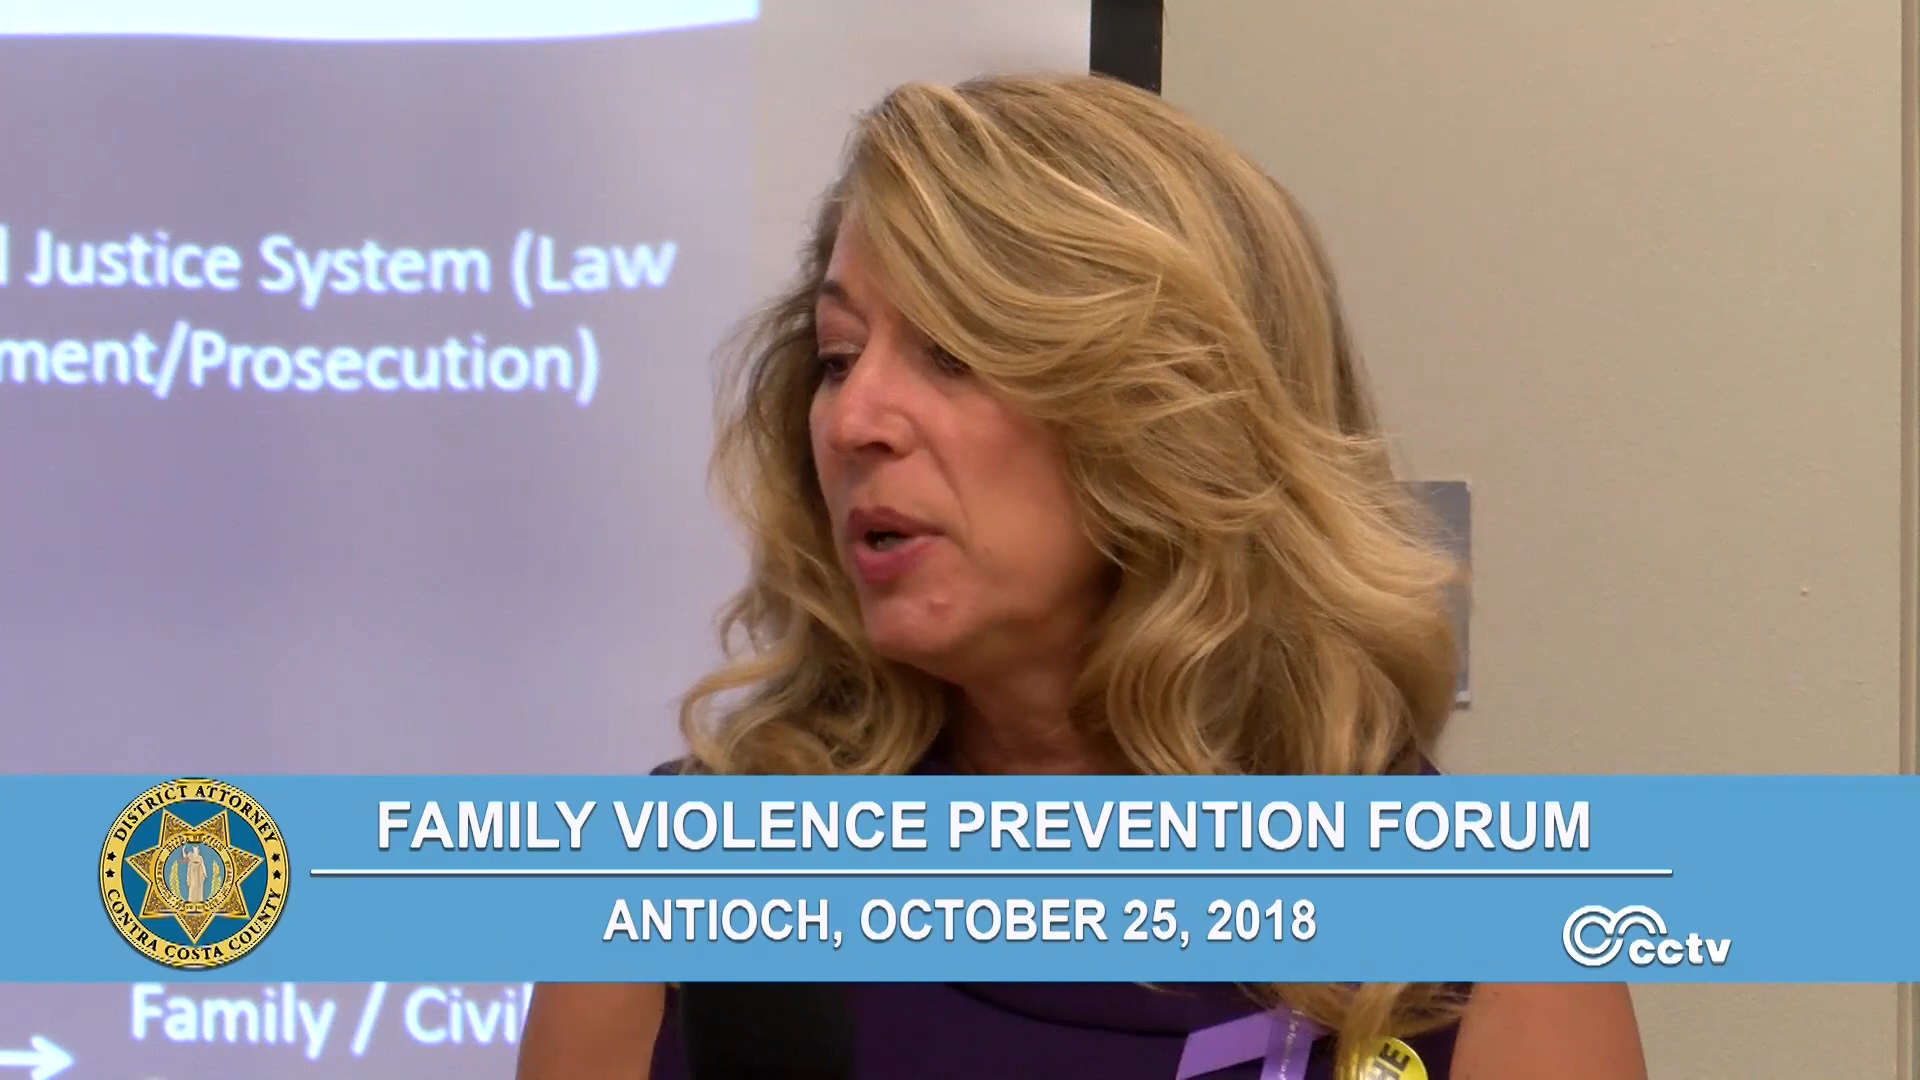 Justice System (Law
ment/Prosecution)
DISTRICT ATTORNEY
CONTRA COSTA COUNTY
FAMILY VIOLENCE PREVENTION FORUM
ANTIOCH, OCTOBER 25, 2018
cctv
Family / Civil
HE